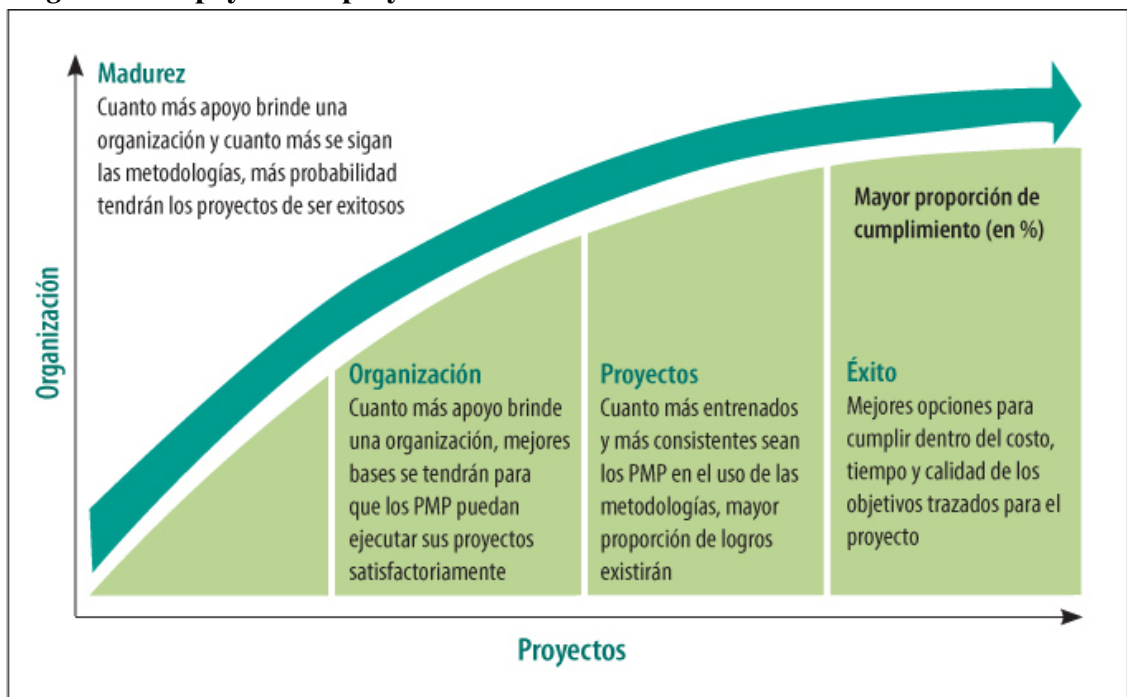 Madurez
Cuanto más apoyo brinde una
organización y cuanto más se sigan
las metodologías, más probabilidad
tendrán los proyectos de ser exitosos
Mayor proporción de
cumplimiento (en %)
Organización
Organización
Cuanto más apoyo brinde
una organización, mejores
bases se tendrán para
que los PMP puedan
ejecutar sus proyectos
satisfactoriamente
Proyectos
Cuanto más entrenados
y más consistentes sean
los PMP en el uso de las
metodologías, mayor
proporción de logros
existirán
Éxito
Mejores opciones para
cumplir dentro del costo,
tiempo y calidad de los
objetivos trazados para el
proyecto
Proyectos